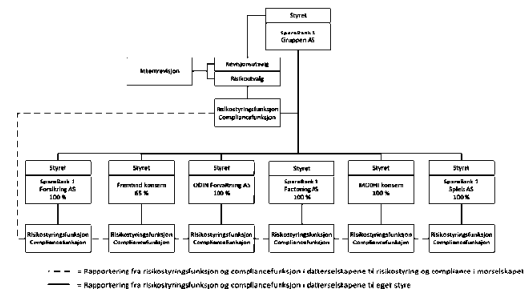 Styret
SpareBank 1
Gruppen AS
Internrevisjon
Revisjonsutvalg
Risikoutvalg
Risikostyringsfunksjon
Compliancefunksjon
Styret
SpareBank 1
Forsikring AS
100 %
Styret
Fremtind konsern
65 %
Styret
ODIN Forvaltning AS
100 %
Styret
SpareBank 1
Factoring AS
100 %
Styret
MODHI konsern
100 %
Styret
SpareBank 1
Spleis AS
100 %
Risikostyringsfunksjon
Compliancefunksjon
Risikostyringsfunksjon
Compliancefunksjon
Risikostyringsfunksjon
Compliancefunksjon
Risikostyringsfunksjon
Compliancefunksjon
Risikostyringsfunksjon
Compliancefunksjon
Risikostyringsfunksjon
Compliancefunksjon
= Rapportering fra risikostyringsfunksjon og compliancefunksjon i datterselskapene til risikostyring og compliance i morselskapet
= Rapportering fra risikostyringsfunksjon og compliancefunksjon i datterselskapene til eget styre